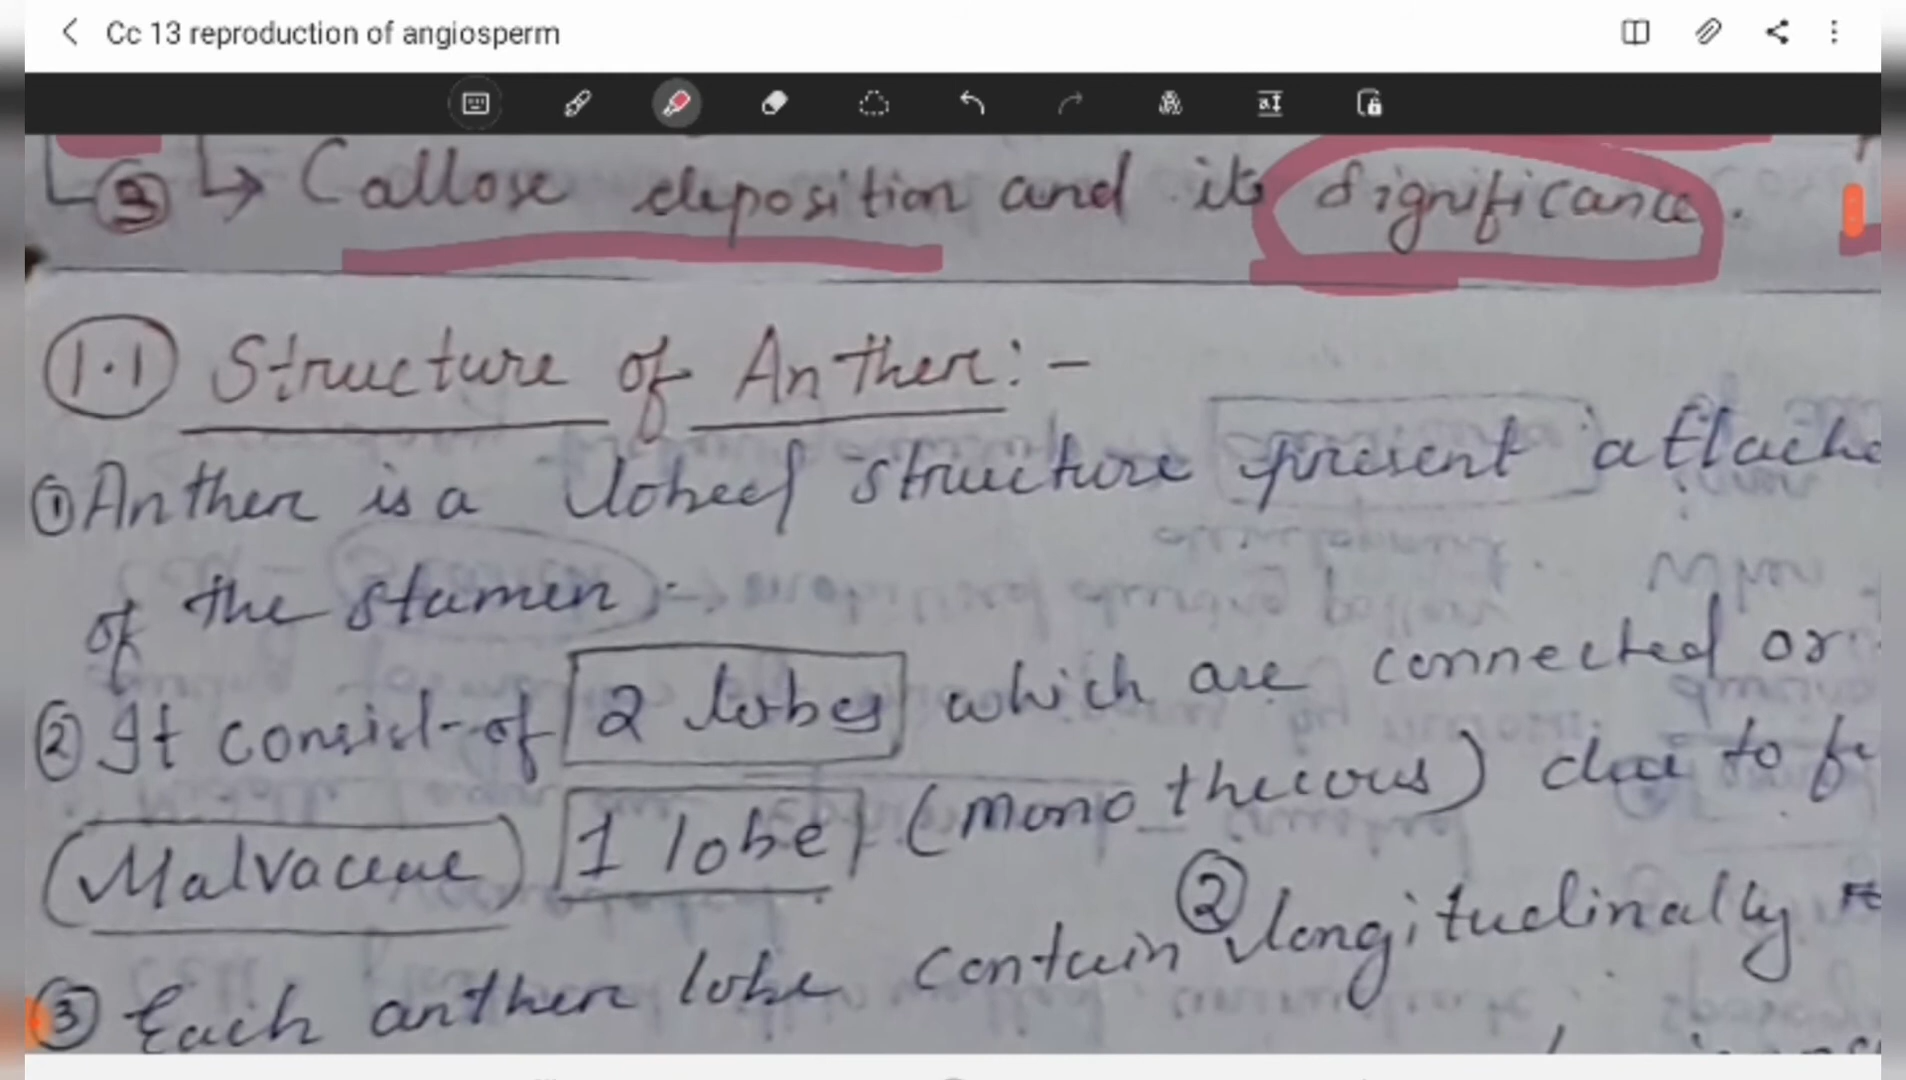 Cc 13 reproduction of angiosperm
③ ↳ Callose deposition and its significance.
1.1 Structure of Anther:-
① Anther is a lobed structure present attache
of the stamen :-
② It consist of 2 lobes which are connected or
Malvaceae 1 lobe (monothecous) due to
③ Each anther lobe contain ② longitudinally